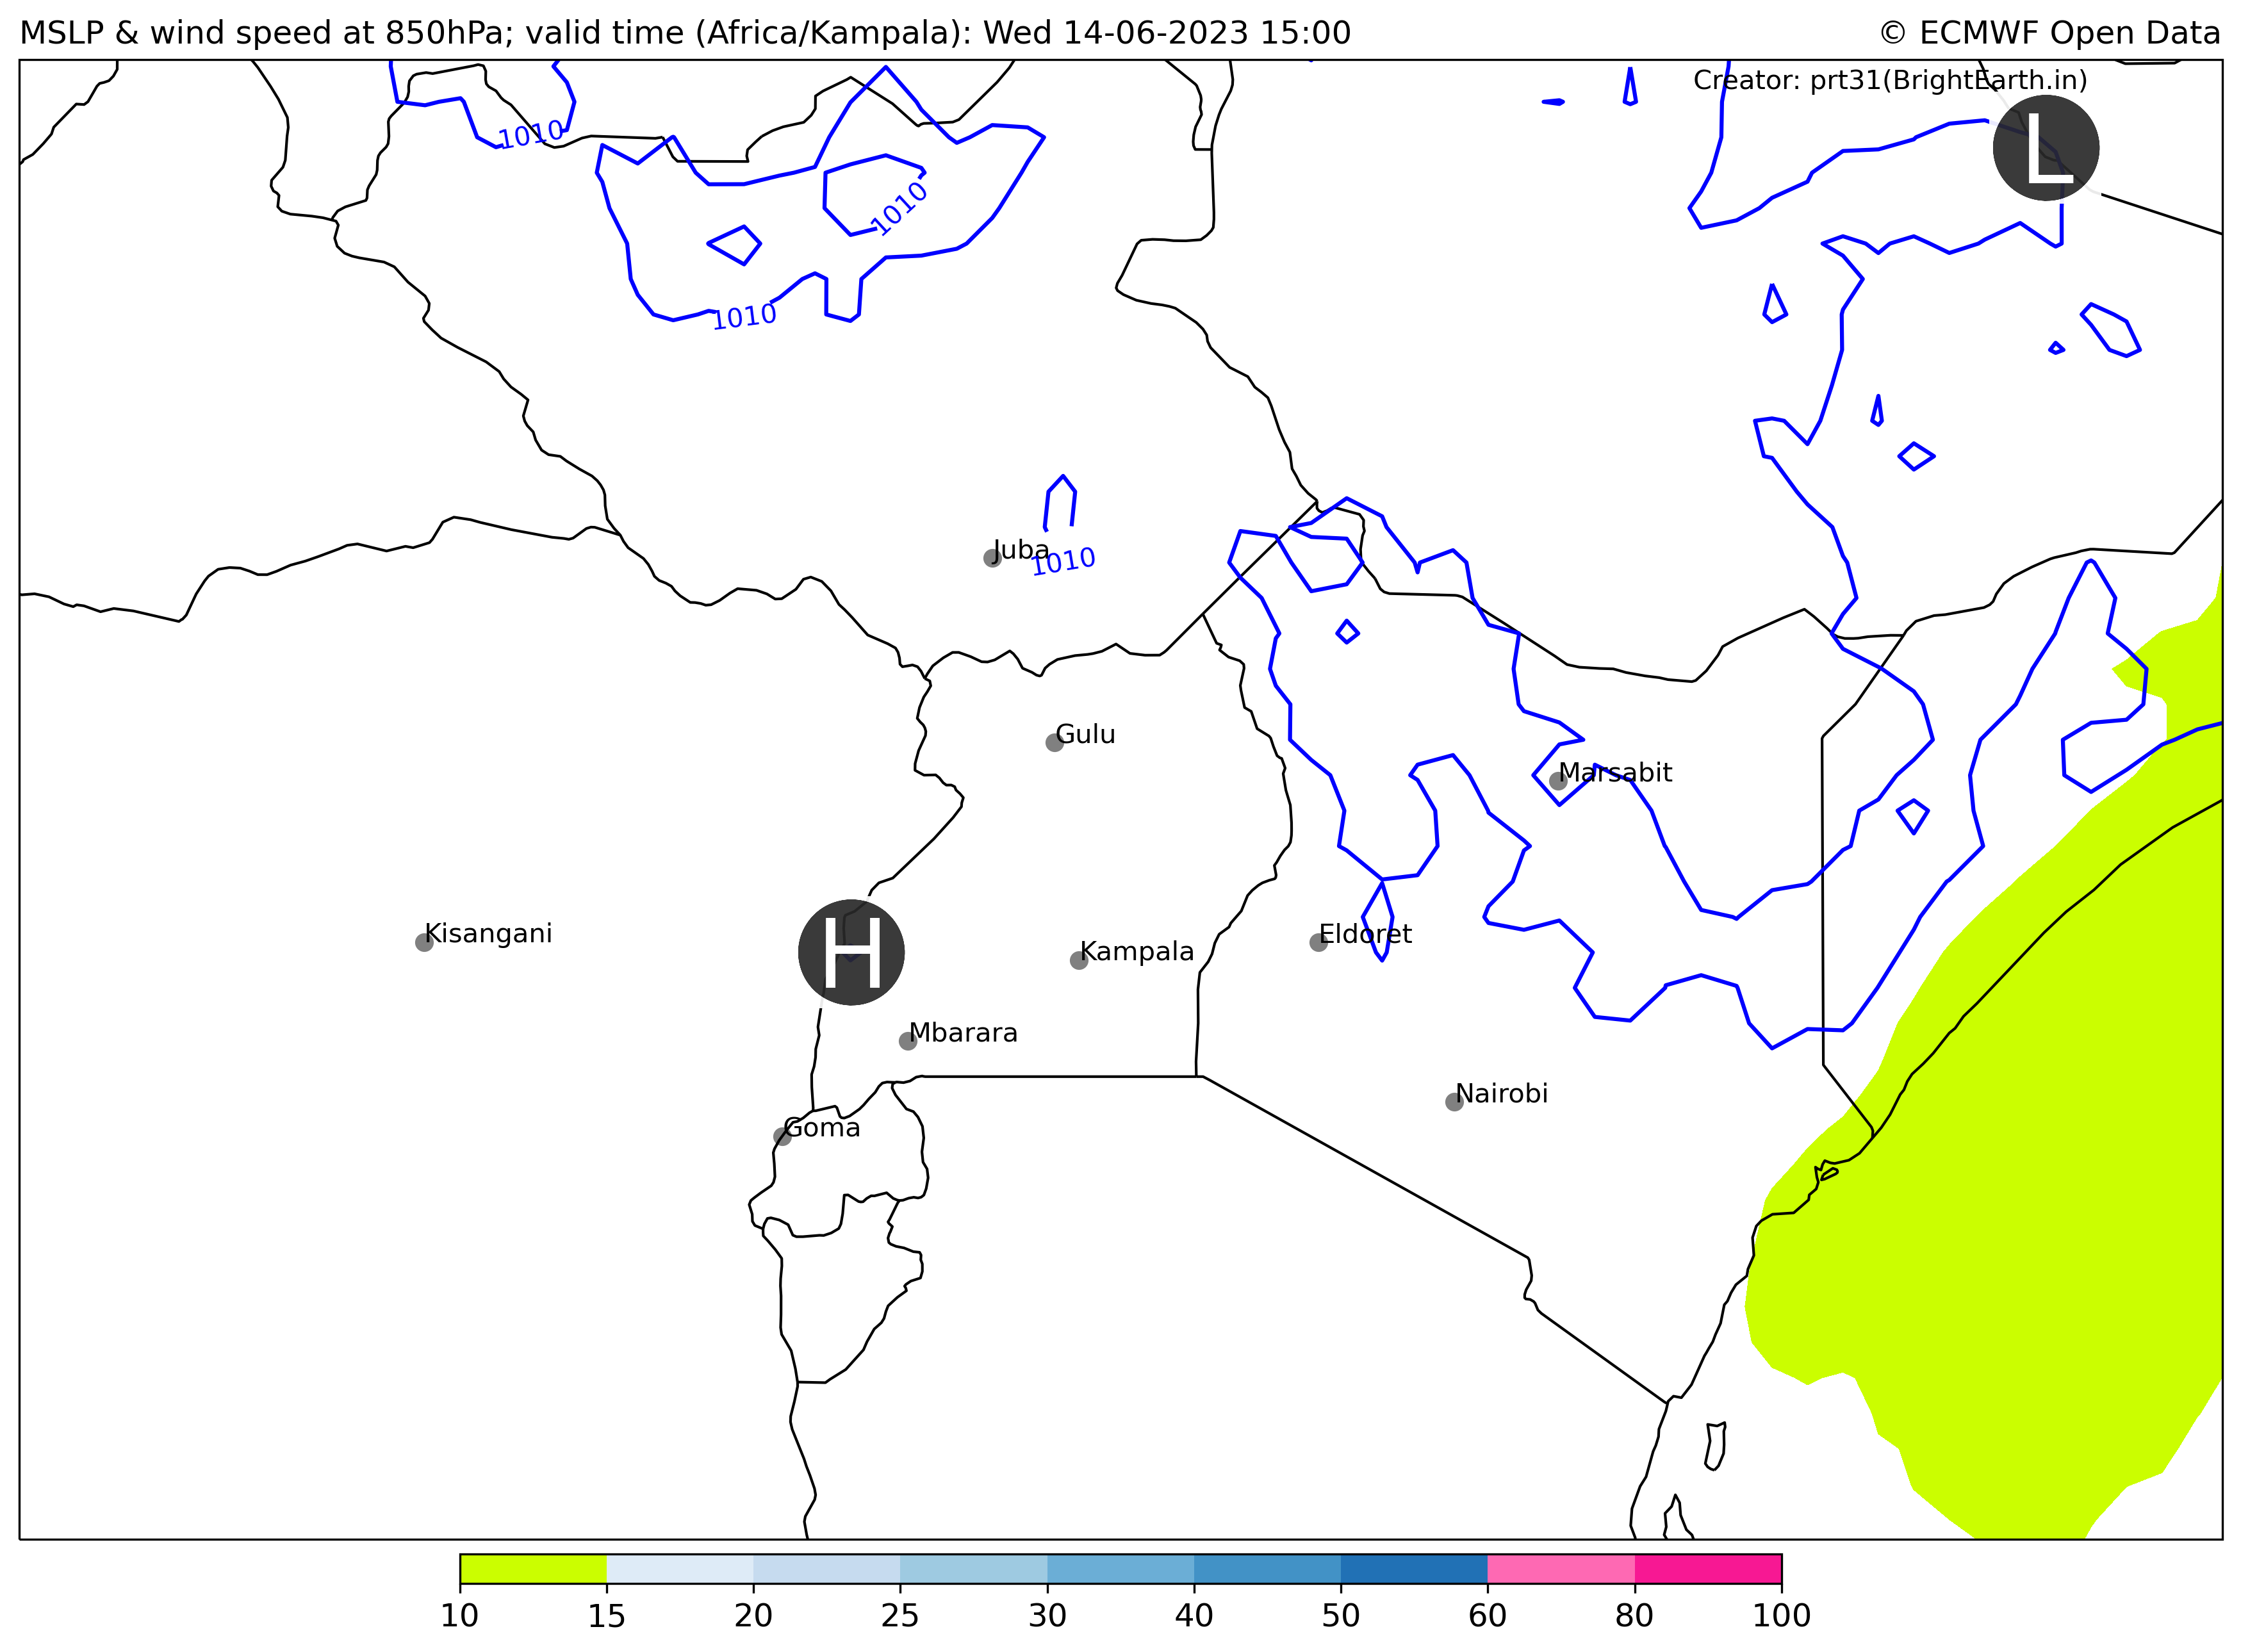 MSLP & wind speed at 850hPa; valid time (Africa/Kampala): Wed 14-06-2023 15:00
© ECMWF Open Data
Creator: prt31(BrightEarth.in)
L
1010
1010
1010
Juba
1010
Gulu
Marsabit
Kisangani
H
Kampala
Eldoret
Mbarara
Nairobi
Goma
10 15 20 25 30 40 50 60 80 100